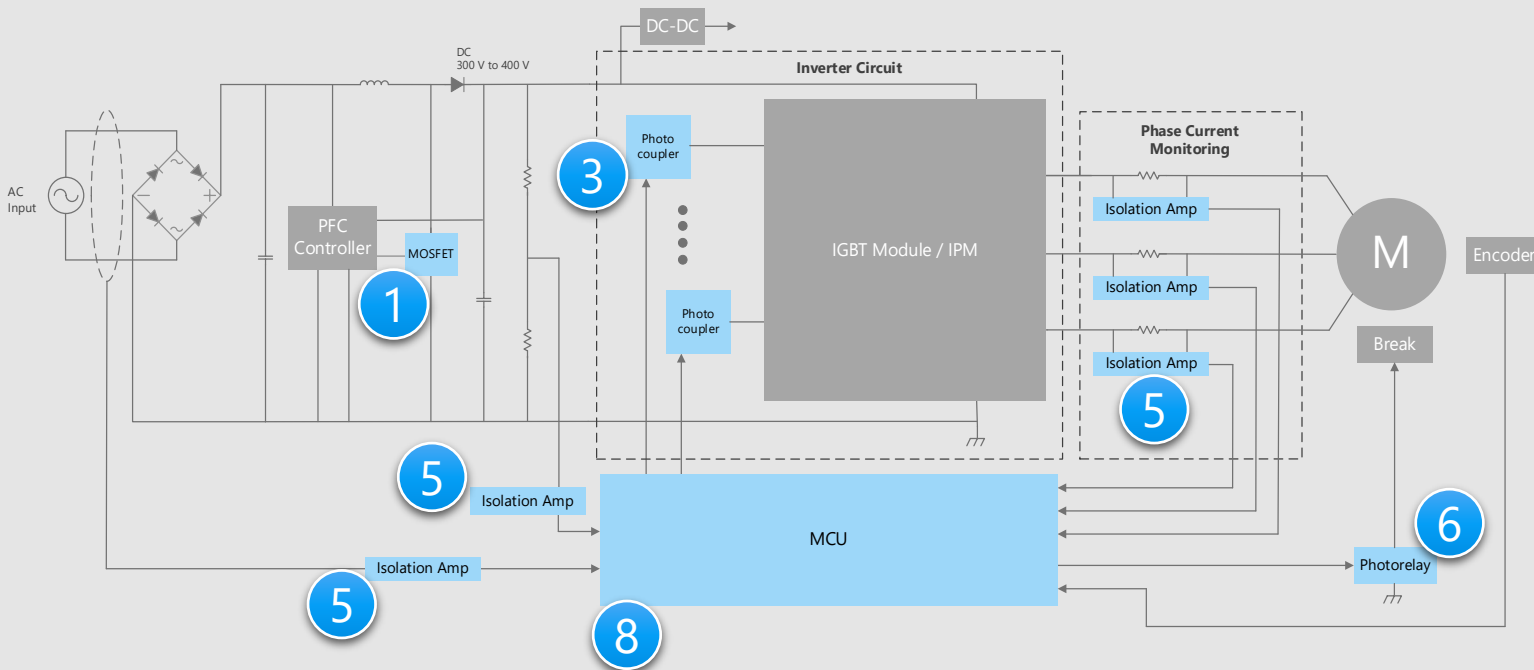 DC-DC
DC
300 V to 400 V
Inverter Circuit
Phase Current
Monitoring
Photo
coupler
3
AC
Input
PFC
Controller
MOSFET
1
IGBT Module / IPM
Isolation Amp
Isolation Amp
Isolation Amp
5
M
Encoder
Photo
coupler
Break
5
Isolation Amp
MCU
6
Photorelay
Isolation Amp
5
8